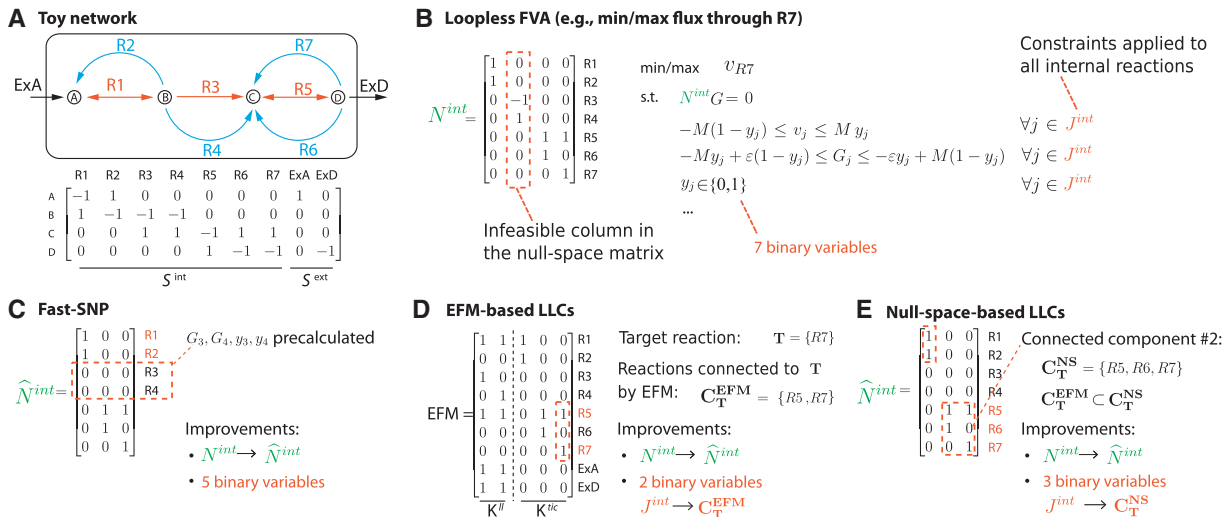 A Toy network
R2 R7
ExA ExD
R1 R3 R5
A B C D
R4 R6
R1 R2 R3 R4 R5 R6 R7 ExA ExD
A −1 1 0 0 0 0 0 1 0
B 1 −1 −1 −1 0 0 0 0 0
C 0 0 1 1 −1 1 1 0 0
D 0 0 0 0 1 −1 −1 0 −1
S int S ext
B Loopless FVA (e.g., min/max flux through R7)
N^{int} =
1 0 0 0 R1
1 0 0 0 R2
0 −1 0 0 R3
0 1 0 0 R4
0 0 1 1 R5
0 0 1 0 R6
0 0 0 1 R7
Infeasible column in
the null-space matrix
min/max v_{R7}
s.t. N^{int}G = 0
−M(1 − y_j) ≤ v_j ≤ M y_j ∀j ∈ J^{int}
−My_j + ε(1 − y_j) ≤ G_j ≤ −εy_j + M(1 − y_j) ∀j ∈ J^{int}
y_j ∈ {0,1} ∀j ∈ J^{int}
...
7 binary variables
Constraints applied to
all internal reactions
C Fast-SNP
N̂^{int} =
1 0 0 R1
1 0 0 R2
0 0 0 R3
0 0 0 R4
0 1 1
0 1 0
0 0 1
G_3, G_4, y_3, y_4 precalculated
Improvements:
• N^{int} → N̂^{int}
• 5 binary variables
D EFM-based LLCs
EFM =
1 1 1 0 0 R1
0 0 1 0 0 R2
1 0 0 0 0 R3
0 1 0 0 0 R4
1 1 0 1 1 R5
0 0 0 1 0 R6
0 0 0 0 1 R7
1 1 0 0 0 ExA
1 1 0 0 0 ExD
K^{ll} K^{tic}
Target reaction: T = {R7}
Reactions connected to T
by EFM: C_T^{EFM} = {R5, R7}
Improvements:
• N^{int} → N̂^{int}
• 2 binary variables
J^{int} → C_T^{EFM}
E Null-space-based LLCs
N̂^{int} =
1 0 0 R1
1 0 0 R2
0 0 0 R3
0 0 0 R4
0 1 1 R5
0 1 0 R6
0 0 1 R7
Connected component #2:
C_T^{NS} = {R5, R6, R7}
C_T^{EFM} ⊂ C_T^{NS}
Improvements:
• N^{int} → N̂^{int}
• 3 binary variables
J^{int} → C_T^{NS}